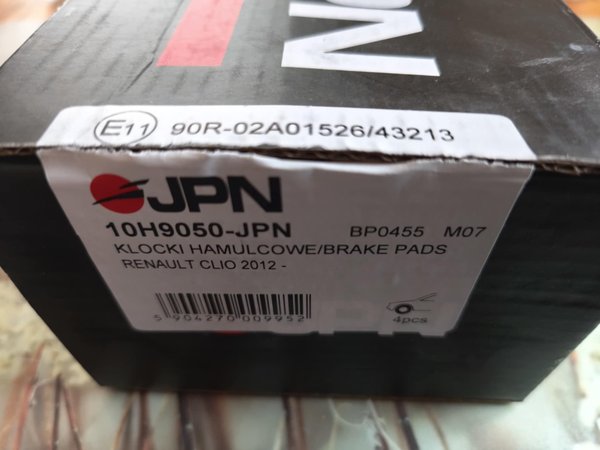 E11 90R-02A01526/43213
JPN
10H9050-JPN BP0455 M07
KLOCKI HAMULCOWE/BRAKE PADS
RENAULT CLIO 2012 -
5 904270 009952
4pcs
JPN